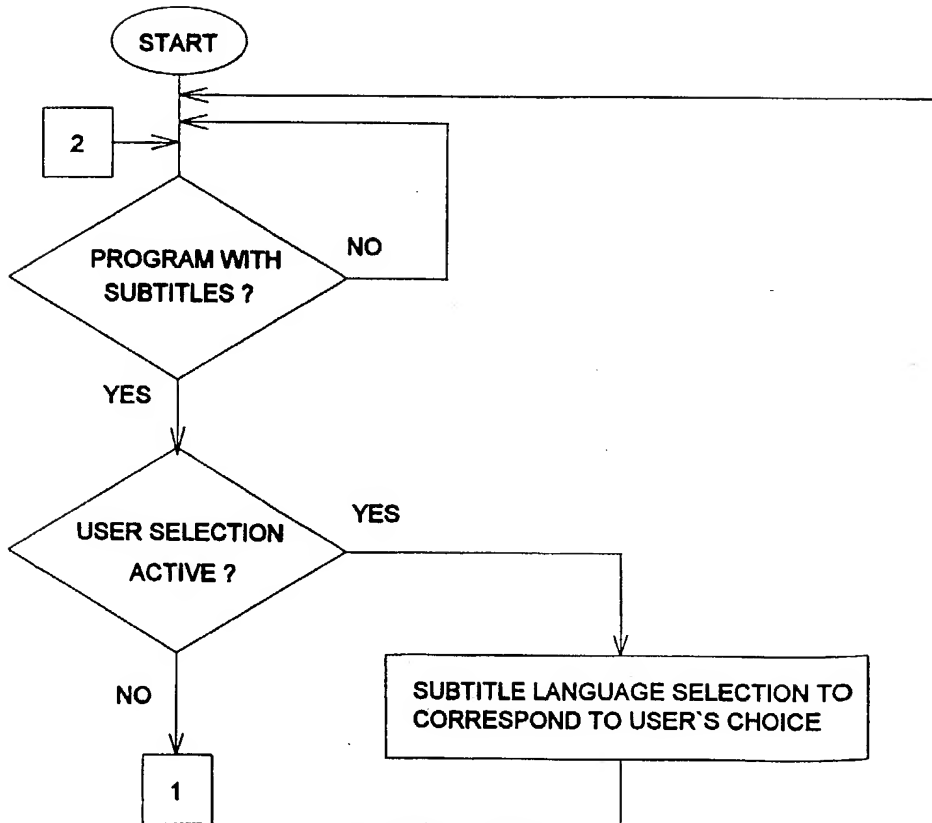 START
2
PROGRAM WITH
SUBTITLES ?
NO
YES
USER SELECTION
ACTIVE ?
YES
NO
SUBTITLE LANGUAGE SELECTION TO
CORRESPOND TO USER`S CHOICE
1